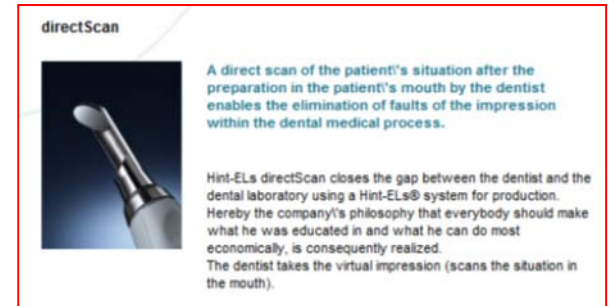 directScan
A direct scan of the patient\'s situation after the
preparation in the patient\'s mouth by the dentist
enables the elimination of faults of the impression
within the dental medical process.
Hint-ELs directScan closes the gap between the dentist and the
dental laboratory using a Hint-ELs® system for production.
Hereby the company\'s philosophy that everybody should make
what he was educated in and what he can do most
economically, is consequently realized.
The dentist takes the virtual impression (scans the situation in
the mouth).